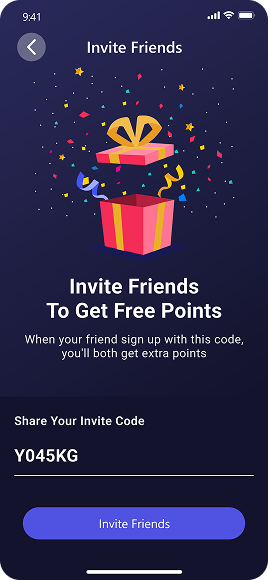 9:41
Invite Friends
Invite Friends
To Get Free Points
When your friend sign up with this code,
you'll both get extra points
Share Your Invite Code
Y045KG
Invite Friends